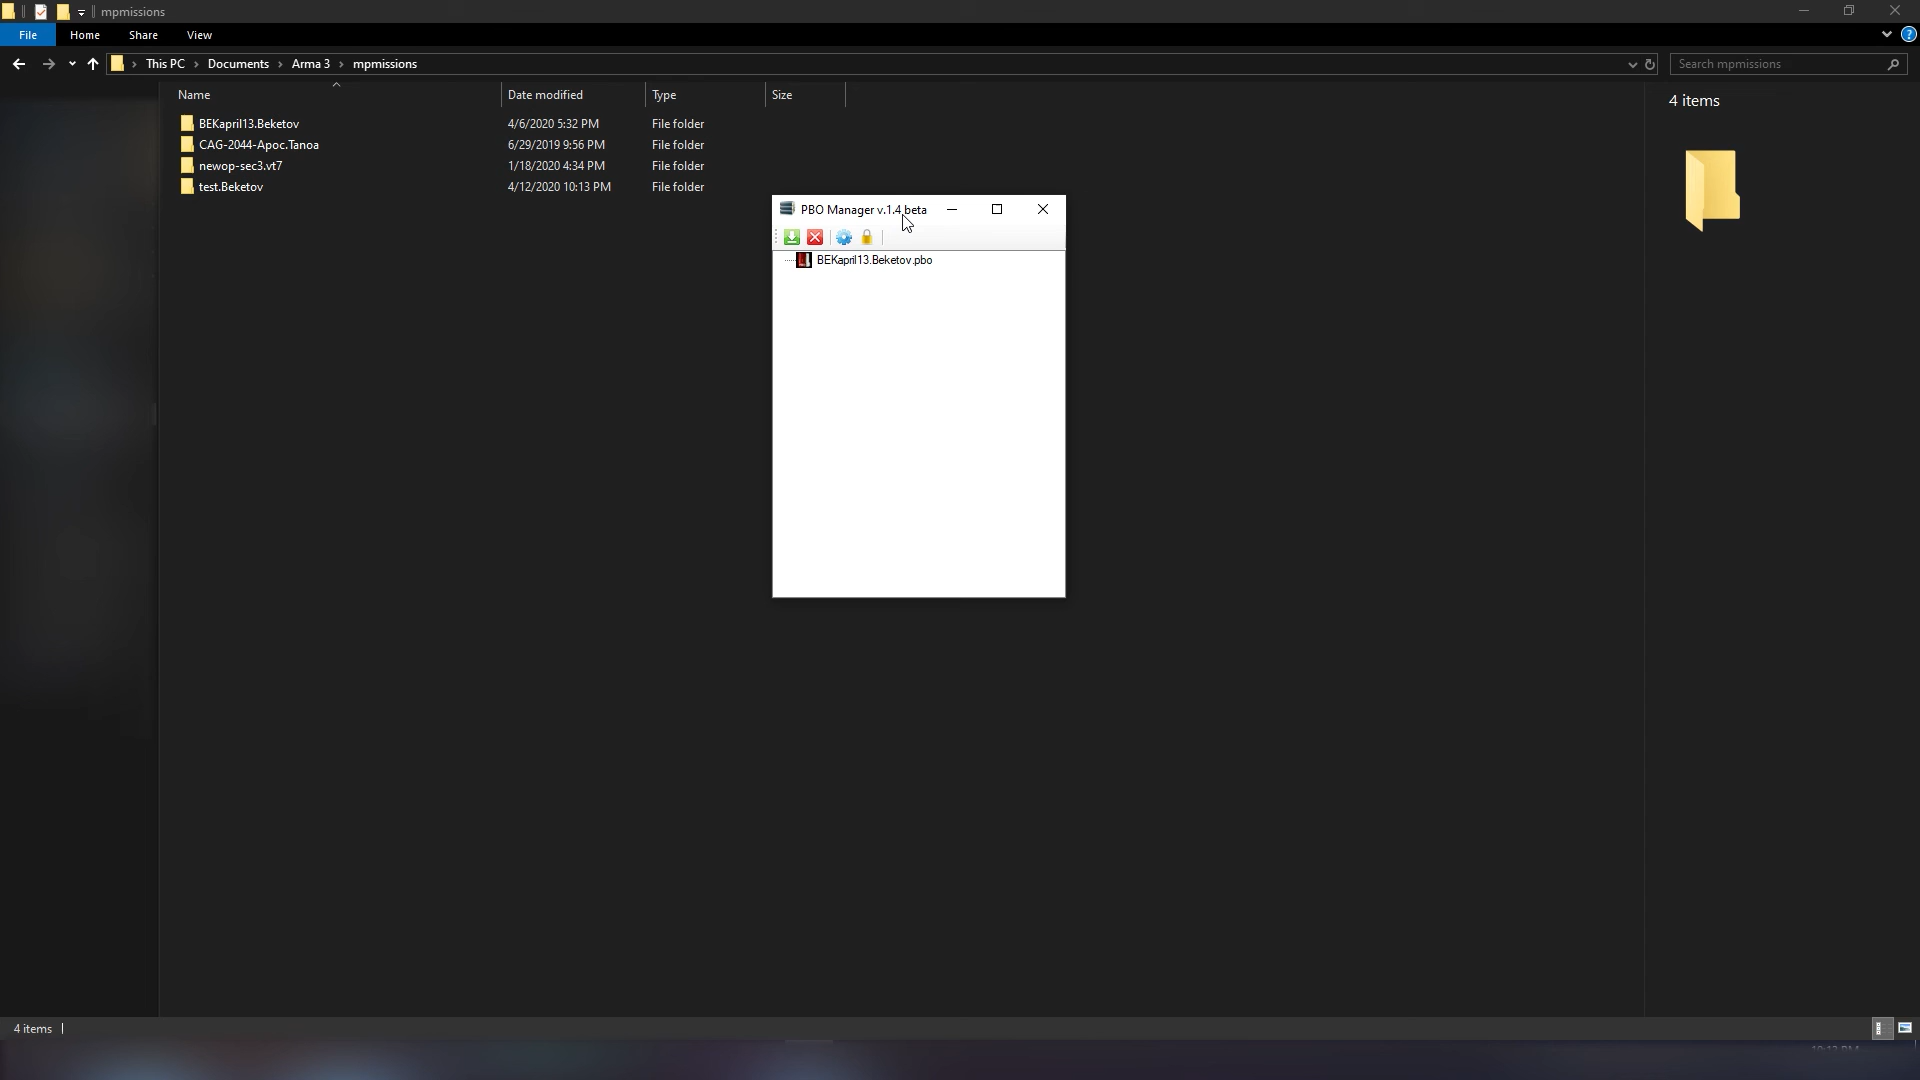 mpmissions
File Home Share View
This PC Documents Arma 3 mpmissions
Search mpmissions
Name Date modified Type Size
4 items
BEKapril13.Beketov 4/6/2020 5:32 PM File folder
CAG-2044-Apoc.Tanoa 6/29/2019 9:56 PM File folder
newop-sec3.vt7 1/18/2020 4:34 PM File folder
test.Beketov 4/12/2020 10:13 PM File folder
PBO Manager v.1.4 beta
BEKapril13.Beketov.pbo
4 items